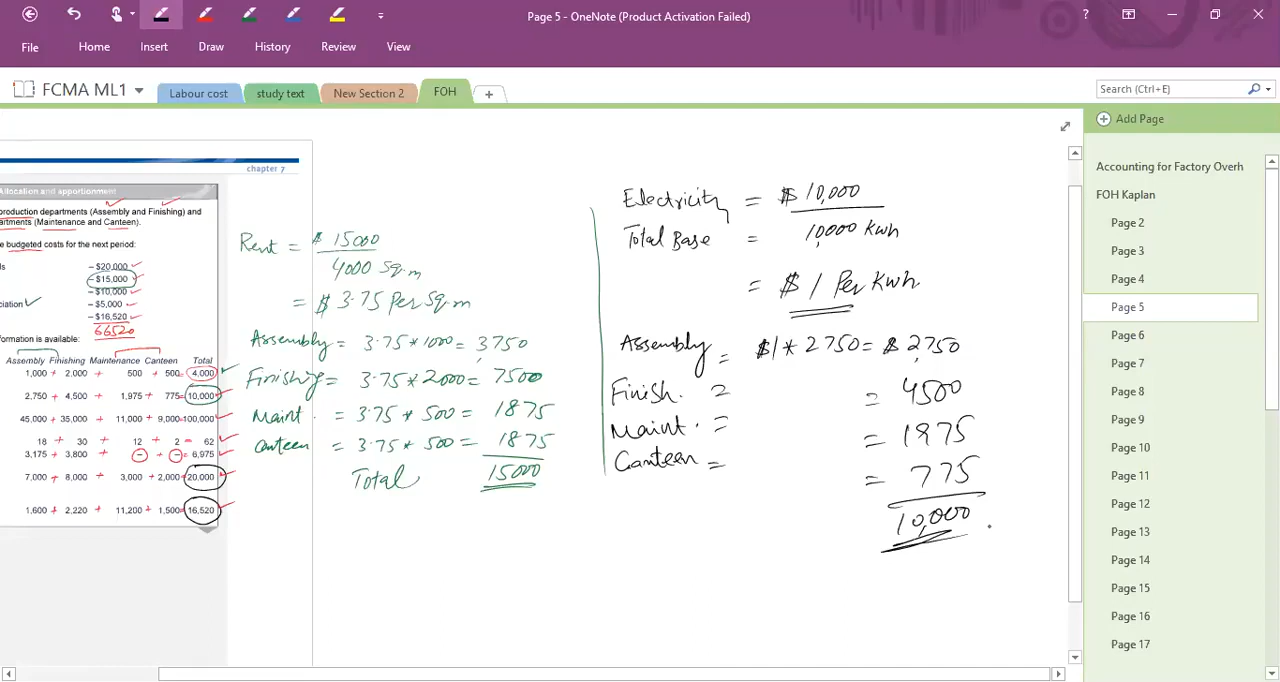 Page 5 - OneNote (Product Activation Failed)
?
File Home Insert Draw History Review View
FCMA ML1
Labour cost study text New Section 2 FOH +
Search (Ctrl+E)
Add Page
Accounting for Factory Overh
FOH Kaplan
Page 2
Page 3
Page 4
Page 5
Page 6
Page 7
Page 8
Page 9
Page 10
Page 11
Page 12
Page 13
Page 14
Page 15
Page 16
Page 17
chapter 7
Allocation and apportionment
production departments (Assembly and Finishing) and
artments (Maintenance and Canteen).
e budgeted costs for the next period:
ls – $20,000
– $15,000
– $10,000
ciation – $5,000
– $16,520
66520
formation is available:
Assembly Finishing Maintenance Canteen Total
1,000 + 2,000 + 500 + 500 = 4,000
2,750 + 4,500 + 1,975 + 775 = 10,000
45,000 + 35,000 + 11,000 + 9,000 = 100,000
18 + 30 + 12 + 2 = 62
3,175 + 3,800 + – + – = 6,975
7,000 + 8,000 + 3,000 + 2,000 = 20,000
1,600 + 2,220 + 11,200 + 1,500 = 16,520
Rent = $ 15000
4000 Sq.m
= $ 3.75 Per Sq.m
Assembly = 3.75*1000 = 3,750
Finishing = 3.75*2000 = 7500
Maint. = 3.75* 500 = 1875
Canteen = 3.75* 500 = 1875
Total 15000
Electricity = $ 10,000
Total Base = 10,000 Kwh
= $ 1 Per Kwh
Assembly = $1* 2750 = $ 2,750
Finish. = = 4500
Maint. = = 1975
Canteen = = 775
10,000